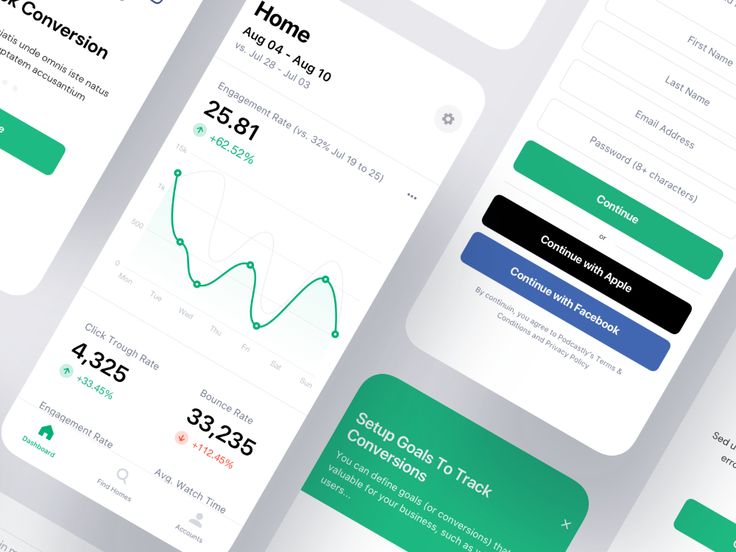 Conversion
iatis unde omnis iste natus
uptatem accusantium
Home
Aug 04 - Aug 10
vs. Jul 28 - Jul 03
Engagement Rate (vs. 32% Jul 19 to 25)
25.81
+62.52%
15k
1k
500
0
Mon
Tue
Wed
Thu
Fri
Sat
Sun
Click Trough Rate
4,325
+33.45%
Bounce Rate
33,235
+112.45%
Engagement Rate
Avg. Watch Time
Dashboard
Find Homes
Accounts
First Name
Last Name
Email Address
Password (8+ characters)
Continue
or
Continue with Apple
Continue with Facebook
By continuin, you agree to Podcastly's Terms &
Conditions and Privacy Policy.
Setup Goals To Track
Conversions
You can define goals (or conversions) that
valuable for your business, such as
users...
Sed u
erro